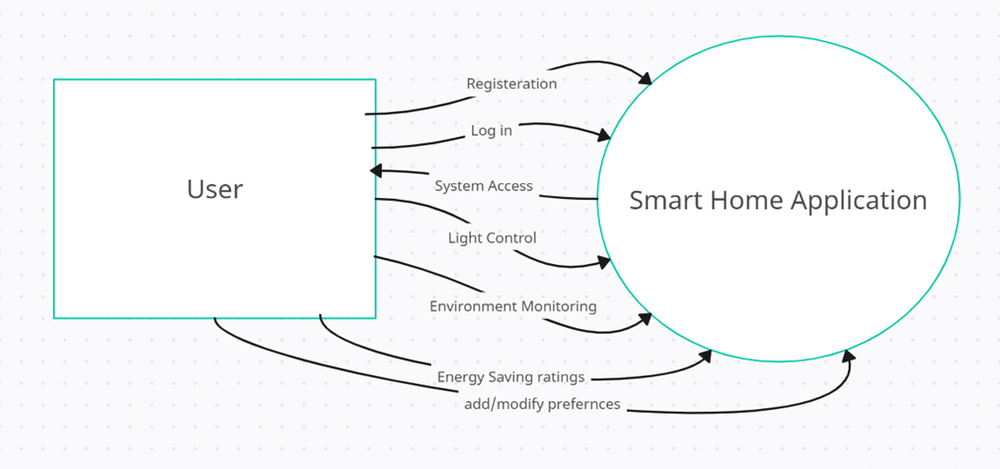 Registeration
Log in
User
System Access
Smart Home Application
Light Control
Environment Monitoring
Energy Saving ratings
add/modify prefernces